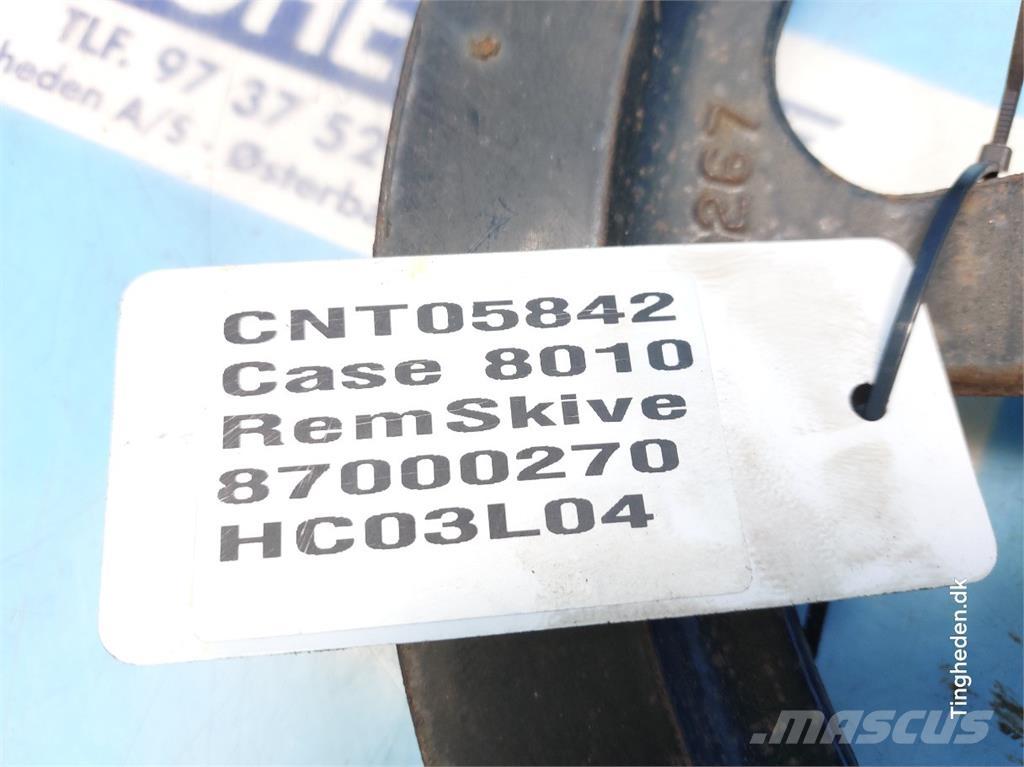 TLF. 97 37 52
heden A/S. Østerb
267
CNT05842
Case 8010
RemSkive
87000270
HC03L04
Tingheden.dk
MASCUS